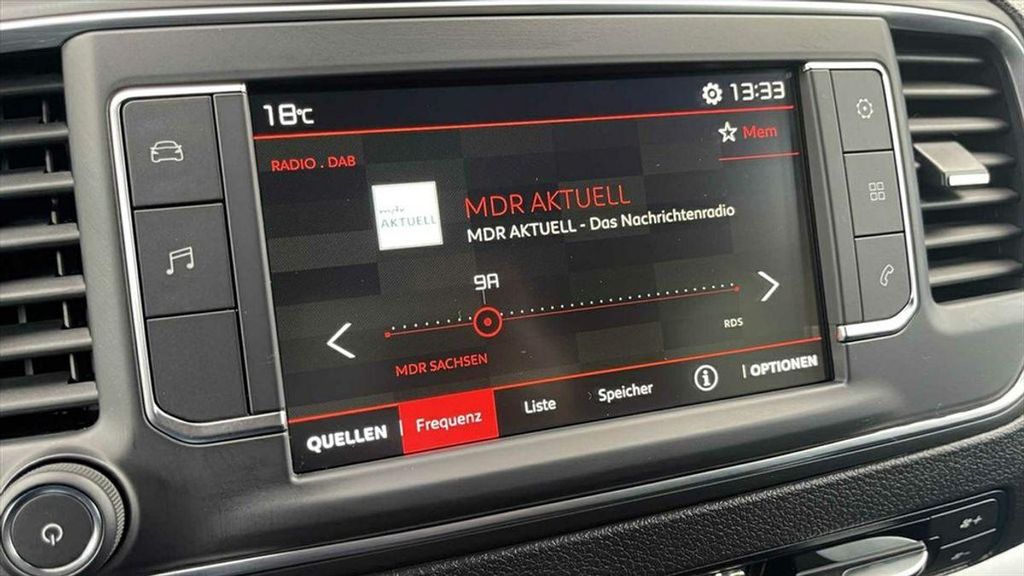 18°C
13:33
Mem
RADIO . DAB
mdr
AKTUELL
MDR AKTUELL
MDR AKTUELL - Das Nachrichtenradio
9A
RDS
MDR SACHSEN
QUELLEN
Frequenz
Liste
Speicher
i
OPTIONEN